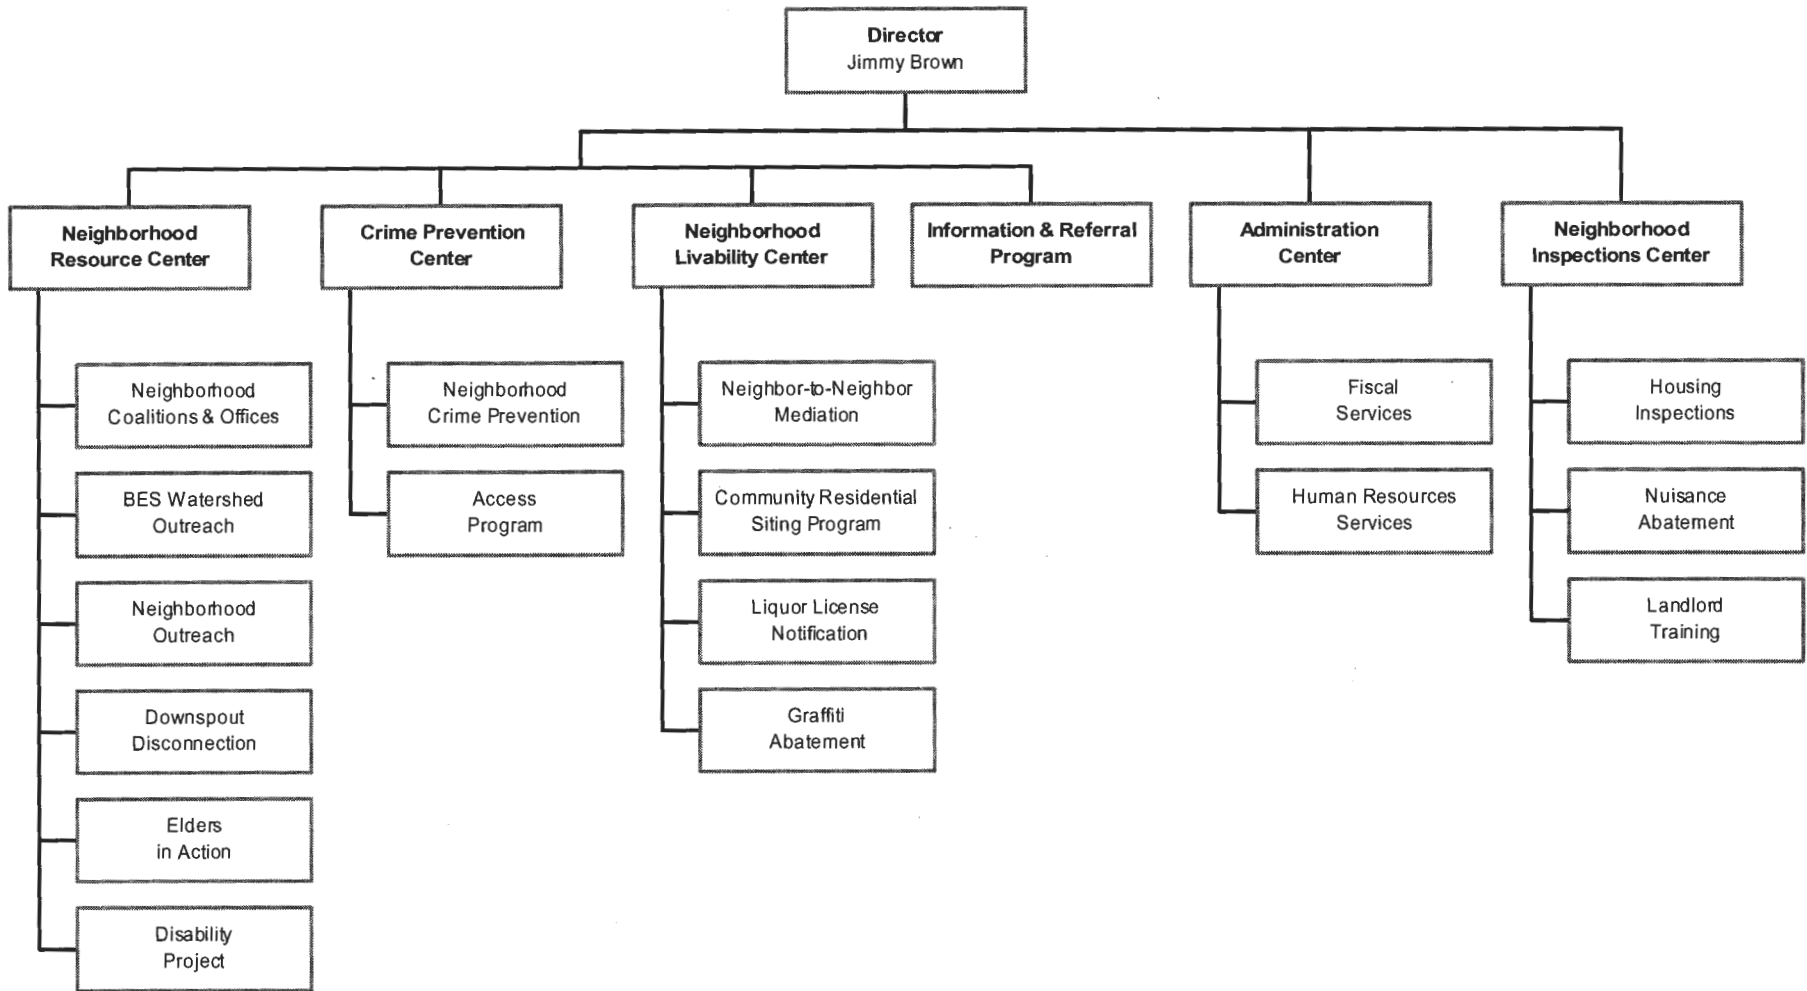 Director
Jimmy Brown
Neighborhood
Resource Center
Crime Prevention
Center
Neighborhood
Livability Center
Information & Referral
Program
Administration
Center
Neighborhood
Inspections Center
Neighborhood
Coalitions & Offices
BES Watershed
Outreach
Neighborhood
Outreach
Downspout
Disconnection
Elders
in Action
Disability
Project
Neighborhood
Crime Prevention
Access
Program
Neighbor-to-Neighbor
Mediation
Community Residential
Siting Program
Liquor License
Notification
Graffiti
Abatement
Fiscal
Services
Human Resources
Services
Housing
Inspections
Nuisance
Abatement
Landlord
Training